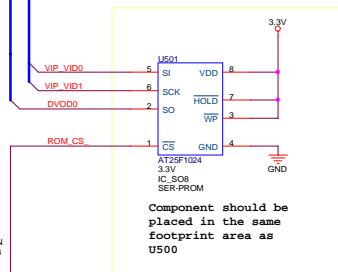 3.3V
U501
VIP_VID0
5
SI
VDD
8
VIP_VID1
6
SCK
HOLD
7
DVOD0
2
SO
WP
3
ROM_CS_
1
CS
GND
4
AT25F1024
3.3V
IC_SO8
SER-PROM
GND
Component should be
placed in the same
footprint area as
U500